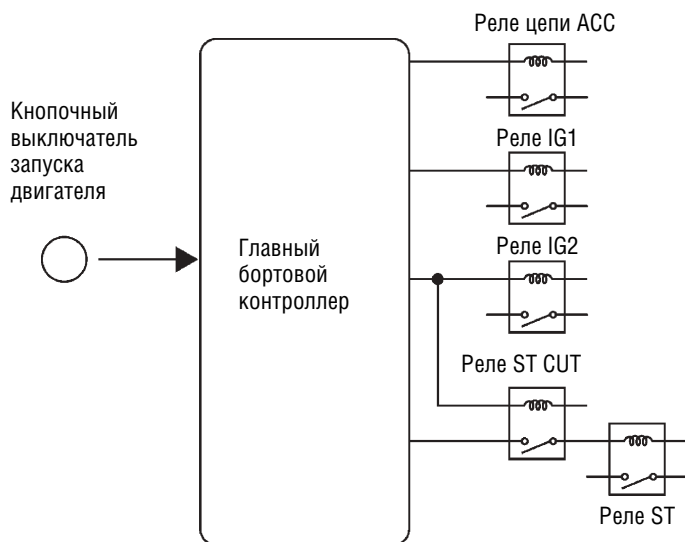 Реле цепи ACC
Кнопочный
выключатель
запуска
двигателя
Реле IG1
Главный
бортовой
контроллер
Реле IG2
Реле ST CUT
Реле ST